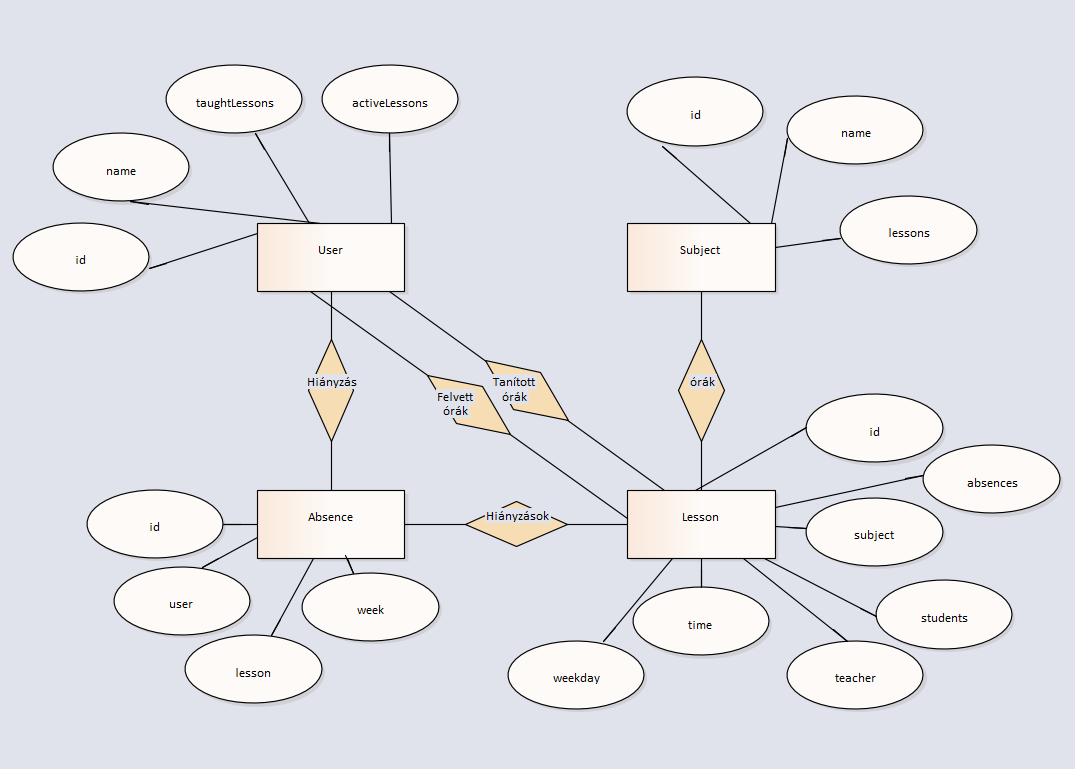 taughtLessons
activeLessons
id
name
name
lessons
id
User
Subject
Hiányzás
Felvett
órák
Tanított
órák
órák
id
absences
subject
students
teacher
time
weekday
Absence
Hiányzások
Lesson
id
user
lesson
week